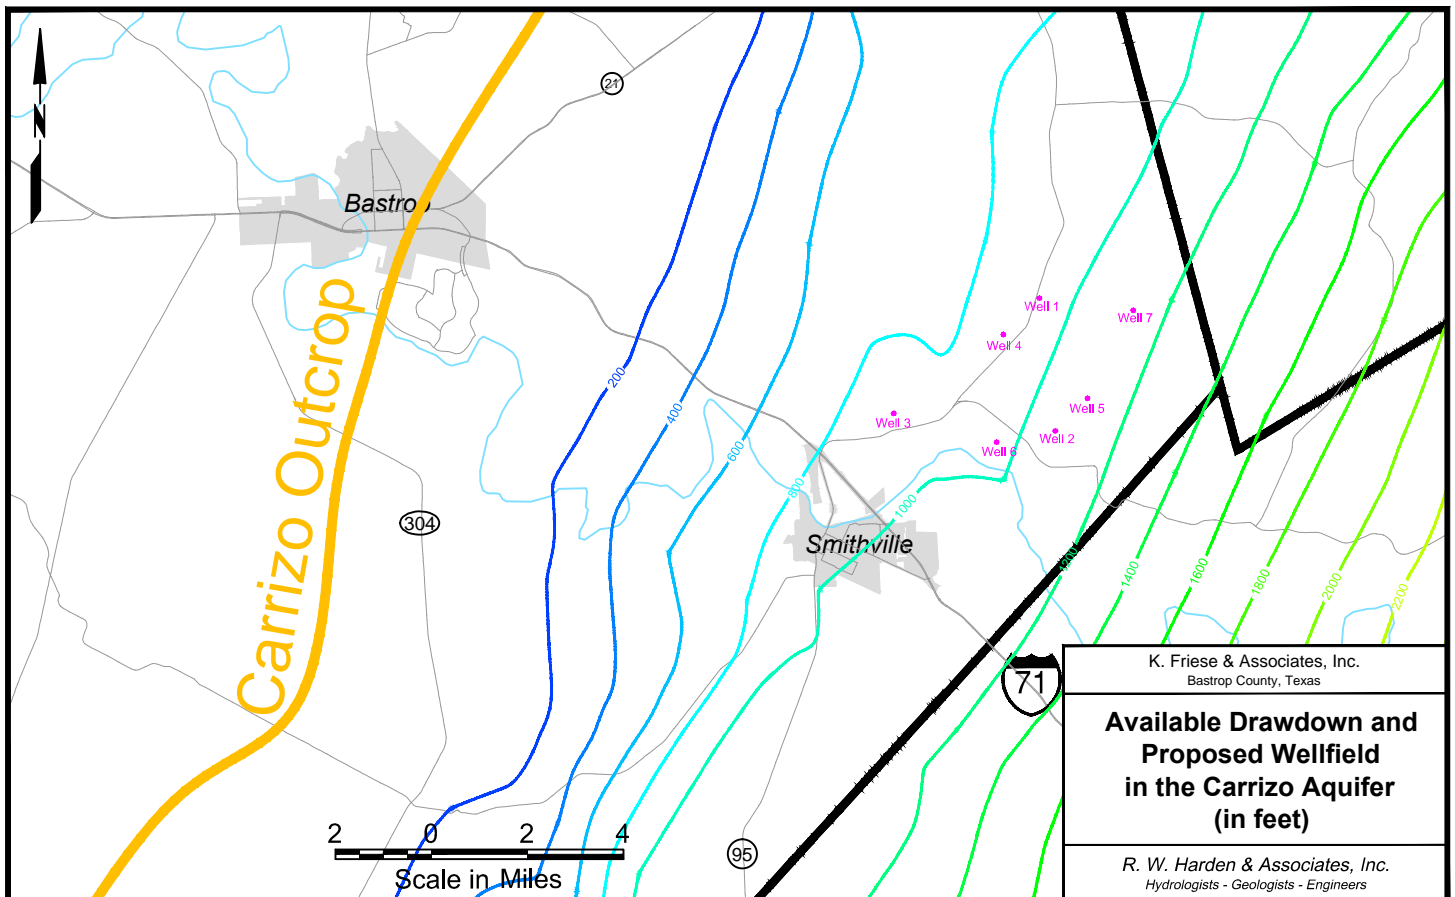 N
21
Bastrop
Carrizo Outcrop
304
Well 1
Well 7
Well 4
Well 5
Well 3
Well 2
Well 6
200
400
600
800
1000
1200
1400
1600
1800
2000
2200
Smithville
71
95
2 0 2 4
Scale in Miles
K. Friese & Associates, Inc.
Bastrop County, Texas
Available Drawdown and
Proposed Wellfield
in the Carrizo Aquifer
(in feet)
R. W. Harden & Associates, Inc.
Hydrologists - Geologists - Engineers